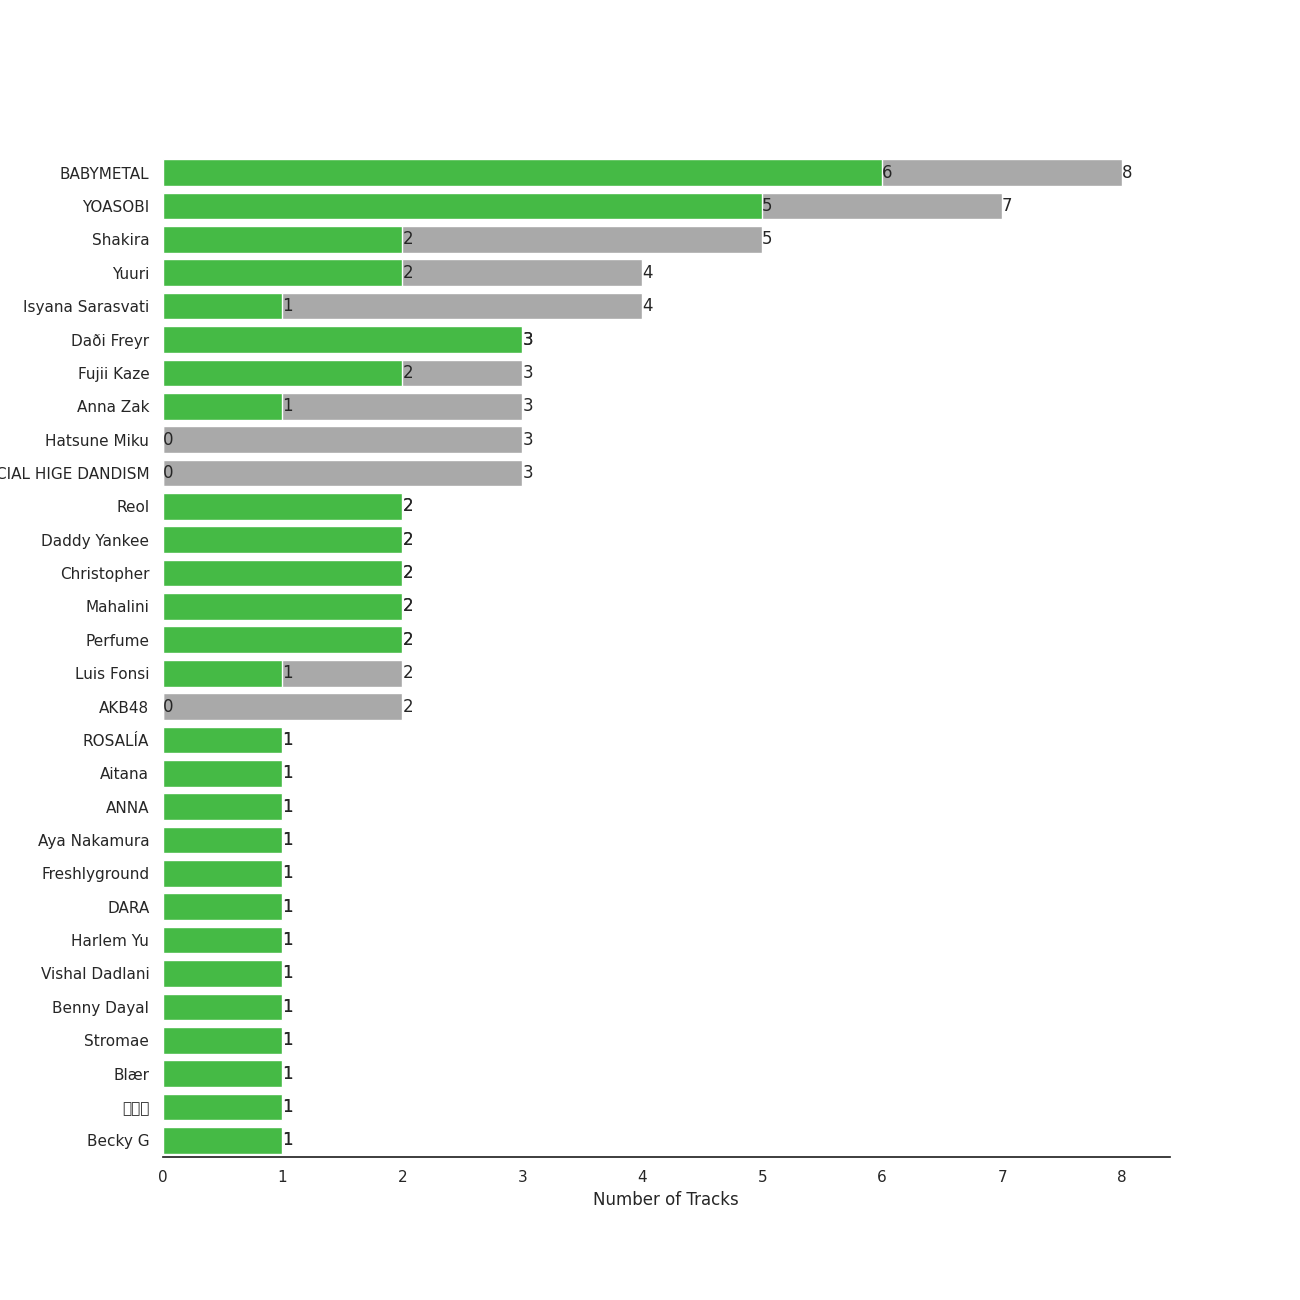 BABYMETAL 6 8
YOASOBI 5 7
Shakira 2 5
Yuuri 2 4
Isyana Sarasvati 1 4
Daði Freyr 3
Fujii Kaze 2 3
Anna Zak 1 3
Hatsune Miku 0 3
CIAL HIGE DANDISM 0 3
Reol 2
Daddy Yankee 2
Christopher 2
Mahalini 2
Perfume 2
Luis Fonsi 1 2
AKB48 0 2
ROSALÍA 1
Aitana 1
ANNA 1
Aya Nakamura 1
Freshlyground 1
DARA 1
Harlem Yu 1
Vishal Dadlani 1
Benny Dayal 1
Stromae 1
Blær 1
1
Becky G 1
0 1 2 3 4 5 6 7 8
Number of Tracks